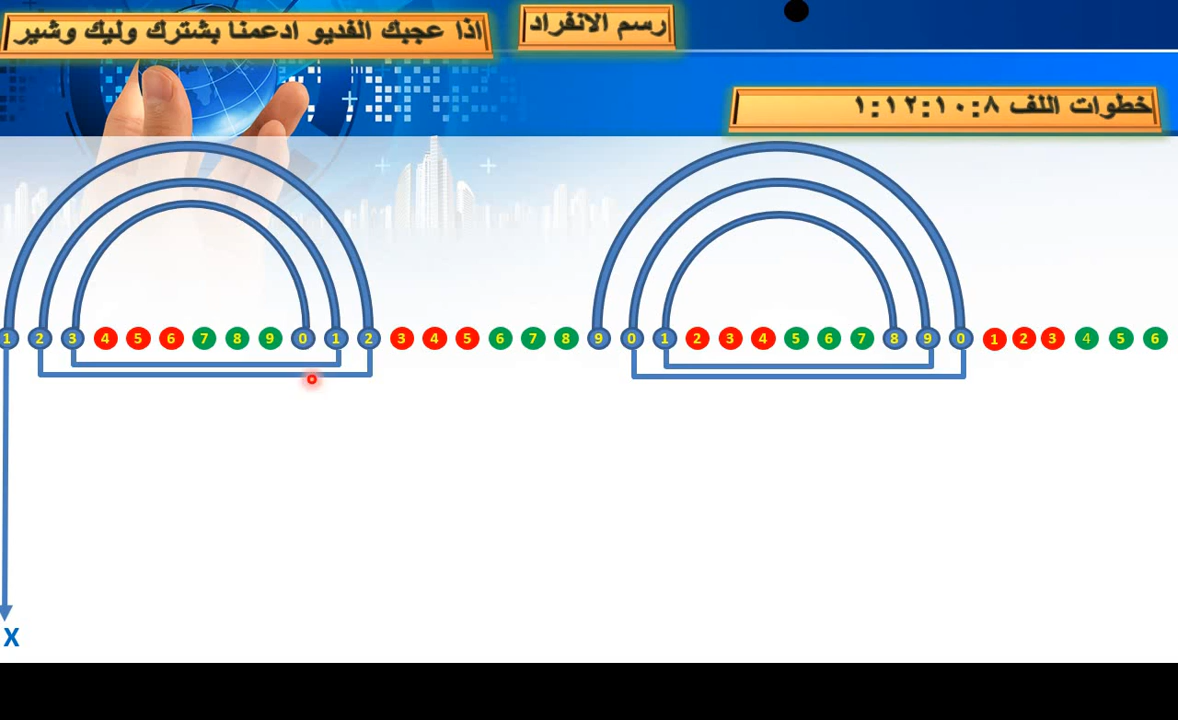 اذا عجبك الفديو ادعمنا بشترك وليك وشير
رسم الانفراد
خطوات اللف ٨:١٠:١٢:١
1 2 3 4 5 6 7 8 9 0 1 2 3 4 5 6 7 8 9 0 1 2 3 4 5 6 7 8 9 0 1 2 3 4 5 6
X